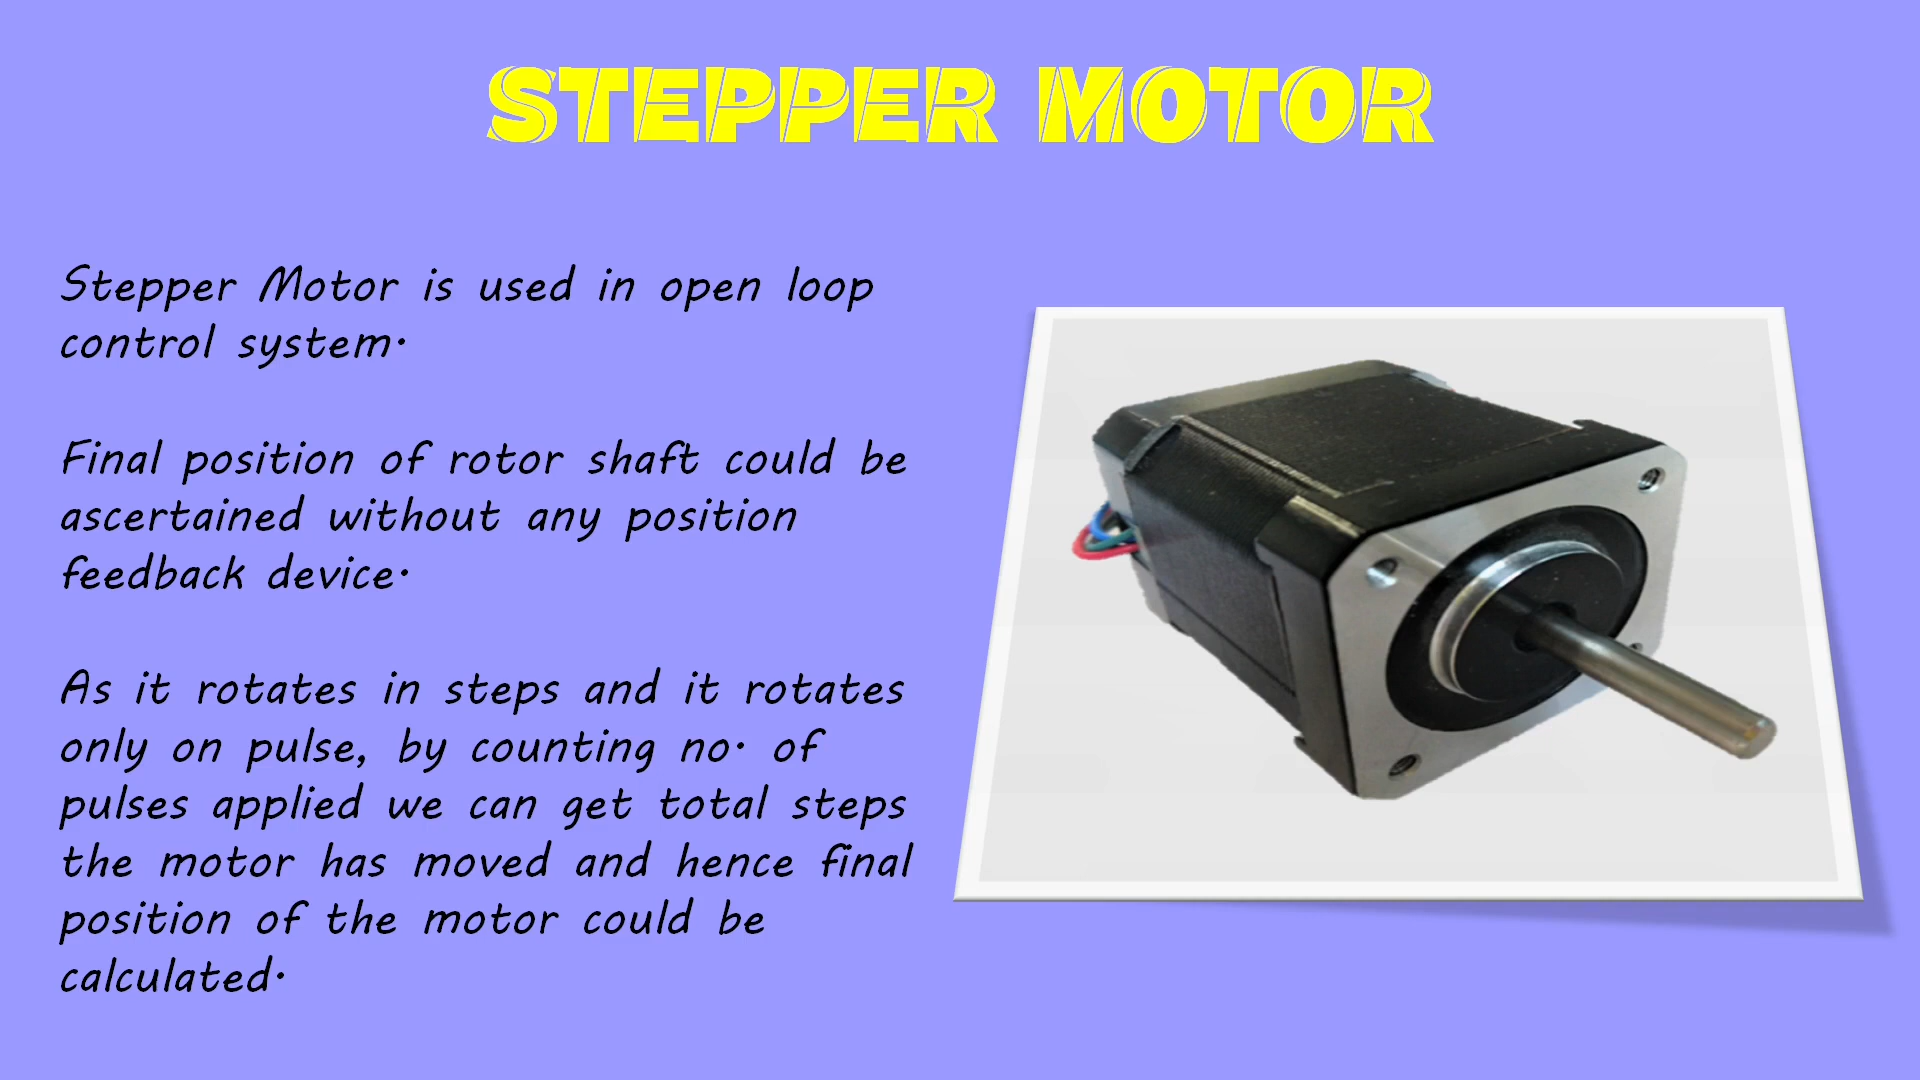 STEPPER MOTOR
Stepper Motor is used in open loop
control system.
Final position of rotor shaft could be
ascertained without any position
feedback device.
As it rotates in steps and it rotates
only on pulse, by counting no. of
pulses applied we can get total steps
the motor has moved and hence final
position of the motor could be
calculated.